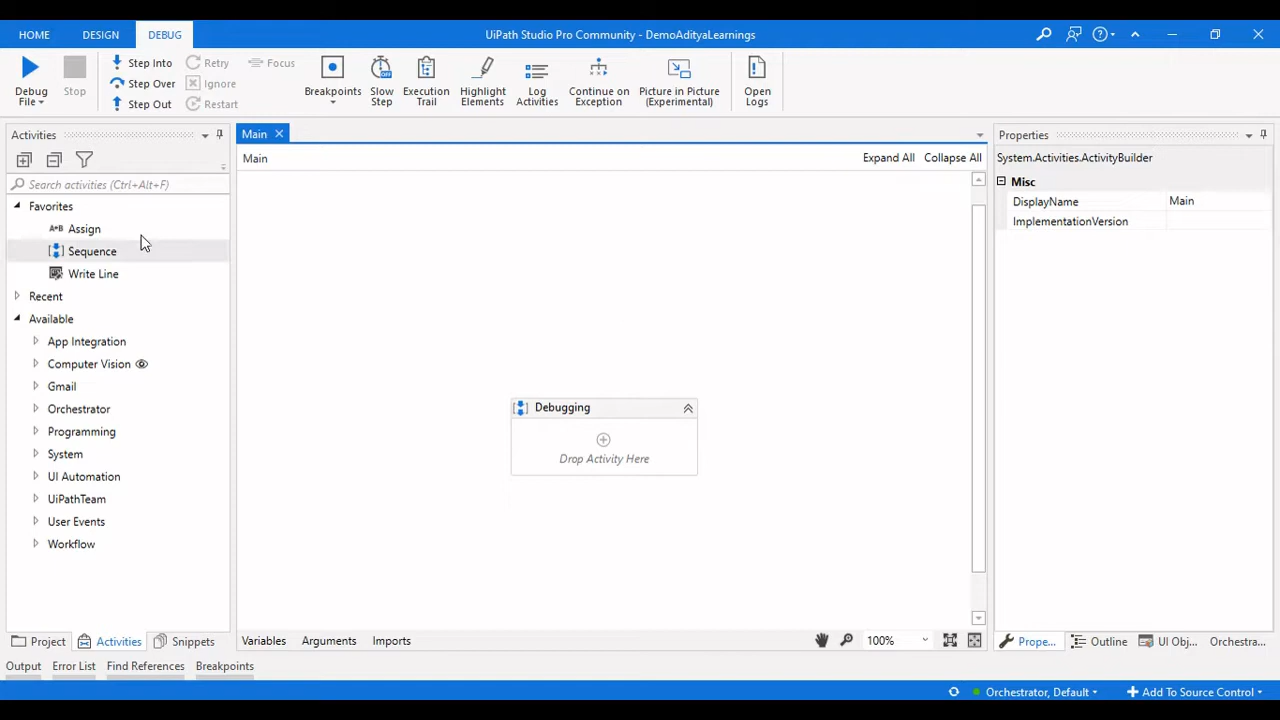 HOME DESIGN DEBUG UiPath Studio Pro Community - DemoAdityaLearnings
Debug File
Stop
Step Into
Step Over
Step Out
Retry
Ignore
Restart
Focus
Breakpoints
Slow Step
Execution Trail
Highlight Elements
Log Activities
Continue on Exception
Picture in Picture (Experimental)
Open Logs
Activities
Search activities (Ctrl+Alt+F)
Favorites
A+B Assign
Sequence
Write Line
Recent
Available
App Integration
Computer Vision
Gmail
Orchestrator
Programming
System
UI Automation
UiPathTeam
User Events
Workflow
Project Activities Snippets
Main
Main Expand All Collapse All
Debugging
Drop Activity Here
Variables Arguments Imports 100%
Properties
System.Activities.ActivityBuilder
Misc
DisplayName Main
ImplementationVersion
Prope... Outline UI Obj... Orchestra...
Output Error List Find References Breakpoints
Orchestrator, Default Add To Source Control